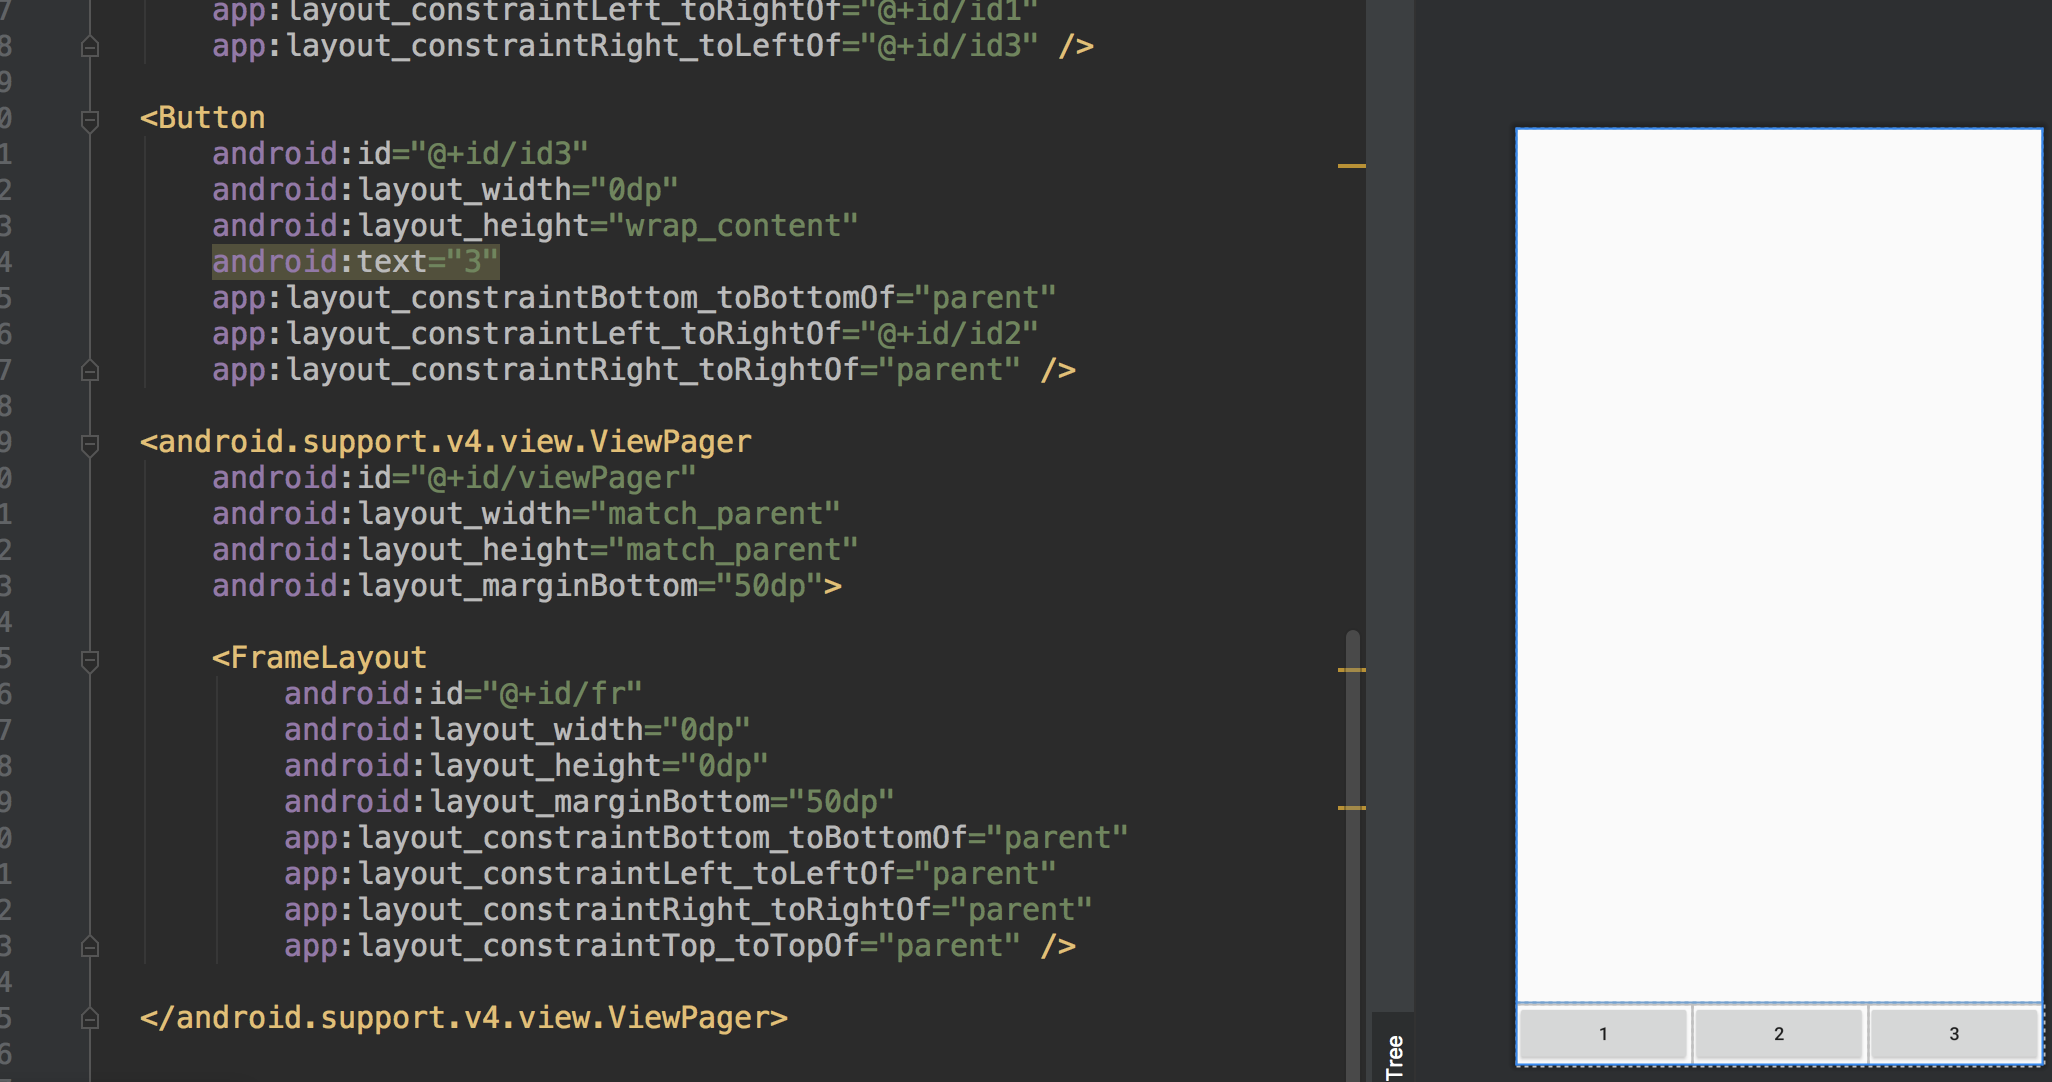 7 app:layout_constraintLeft_toRightOf="@+id/id1"
8 app:layout_constraintRight_toLeftOf="@+id/id3" />
9
0 <Button
1 android:id="@+id/id3"
2 android:layout_width="0dp"
3 android:layout_height="wrap_content"
4 android:text="3"
5 app:layout_constraintBottom_toBottomOf="parent"
6 app:layout_constraintLeft_toRightOf="@+id/id2"
7 app:layout_constraintRight_toRightOf="parent" />
8
9 <android.support.v4.view.ViewPager
0 android:id="@+id/viewPager"
1 android:layout_width="match_parent"
2 android:layout_height="match_parent"
3 android:layout_marginBottom="50dp">
4
5 <FrameLayout
6 android:id="@+id/fr"
7 android:layout_width="0dp"
8 android:layout_height="0dp"
9 android:layout_marginBottom="50dp"
0 app:layout_constraintBottom_toBottomOf="parent"
1 app:layout_constraintLeft_toLeftOf="parent"
2 app:layout_constraintRight_toRightOf="parent"
3 app:layout_constraintTop_toTopOf="parent" />
4
5 </android.support.v4.view.ViewPager>
6
Tree
1 2 3